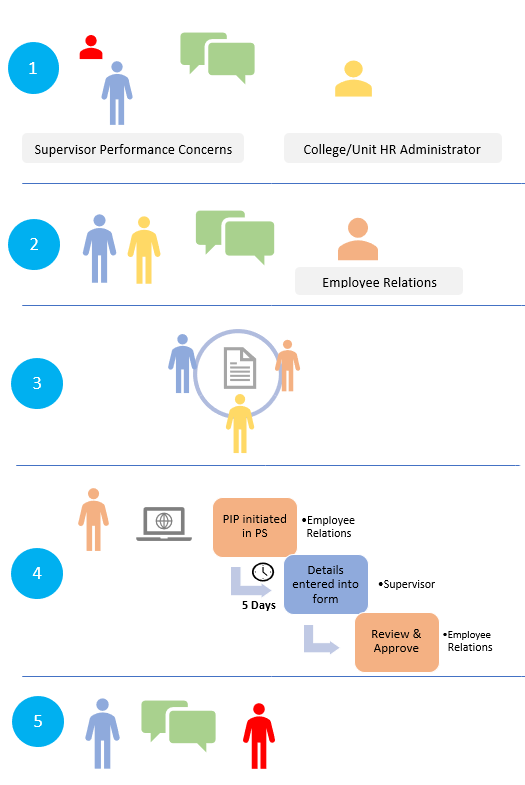 1
Supervisor Performance Concerns
College/Unit HR Administrator
2
Employee Relations
3
4
PIP initiated
in PS
•Employee
Relations
5 Days
Details
entered into
form
•Supervisor
Review &
Approve
•Employee
Relations
5